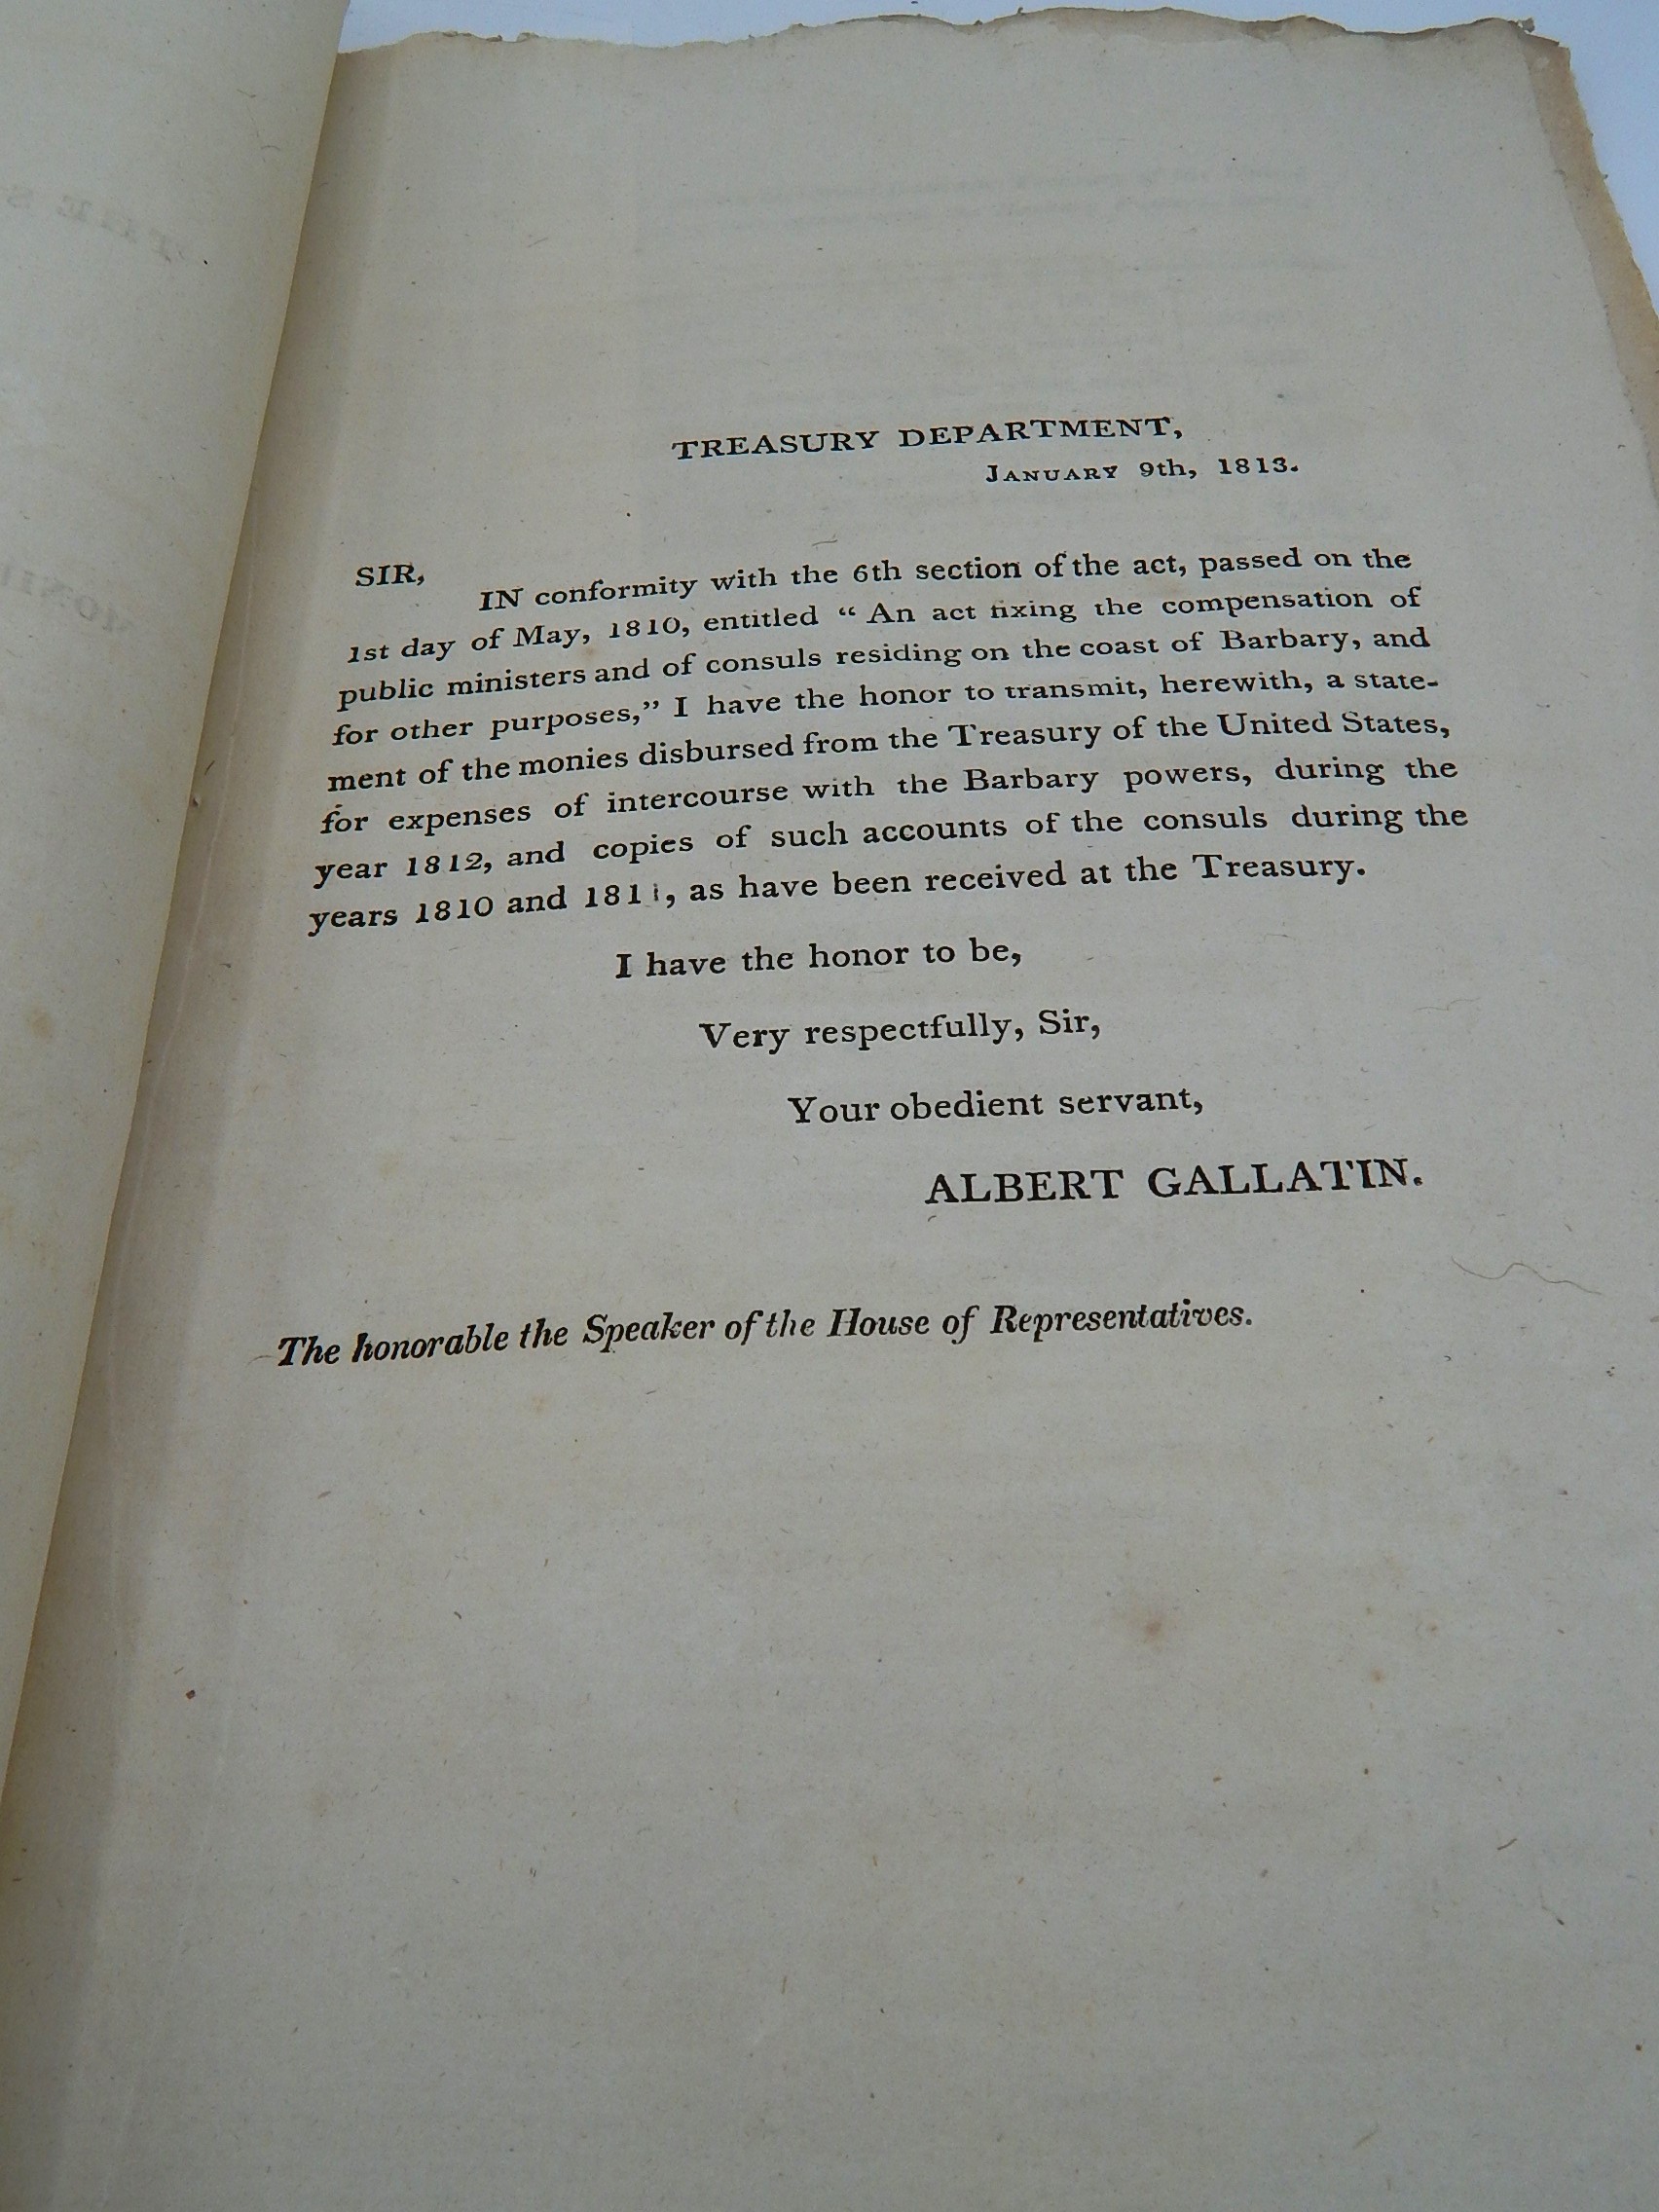 TREASURY DEPARTMENT,
JANUARY 9th, 1813.
SIR,
IN conformity with the 6th section of the act, passed on the
1st day of May, 1810, entitled “ An act fixing the compensation of
public ministers and of consuls residing on the coast of Barbary, and
for other purposes,” I have the honor to transmit, herewith, a state-
ment of the monies disbursed from the Treasury of the United States,
for expenses of intercourse with the Barbary powers, during the
year 1812, and copies of such accounts of the consuls during the
years 1810 and 1811, as have been received at the Treasury.
I have the honor to be,
Very respectfully, Sir,
Your obedient servant,
ALBERT GALLATIN.
The honorable the Speaker of the House of Representatives.